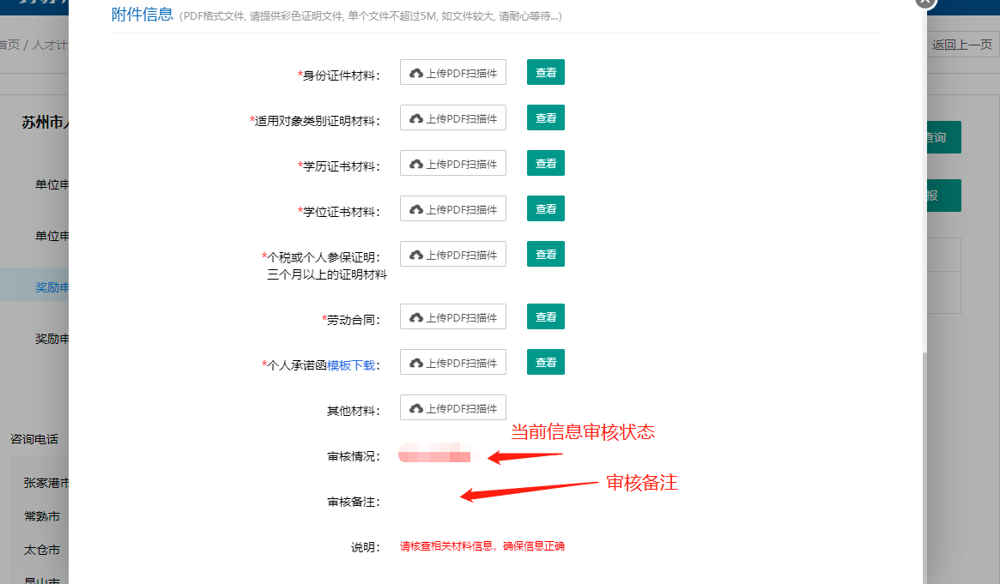 附件信息 (PDF格式文件, 请提供彩色证明文件, 单个文件不超过5M, 如文件较大, 请耐心等待...)
首页 / 人才计
返回上一页
苏州市人
*身份证件材料： 上传PDF扫描件 查看
*适用对象类别证明材料： 上传PDF扫描件 查看
查询
*学历证书材料： 上传PDF扫描件 查看
单位申
报
*学位证书材料： 上传PDF扫描件 查看
单位申
*个税或个人参保证明： 上传PDF扫描件 查看
三个月以上的证明材料
奖励申
*劳动合同： 上传PDF扫描件 查看
奖励申
*个人承诺函模板下载： 上传PDF扫描件 查看
其他材料： 上传PDF扫描件
当前信息审核状态
咨询电话
审核情况：
张家港市
审核备注
审核备注：
常熟市
说明： 请核查相关材料信息，确保信息正确
太仓市
昆山市